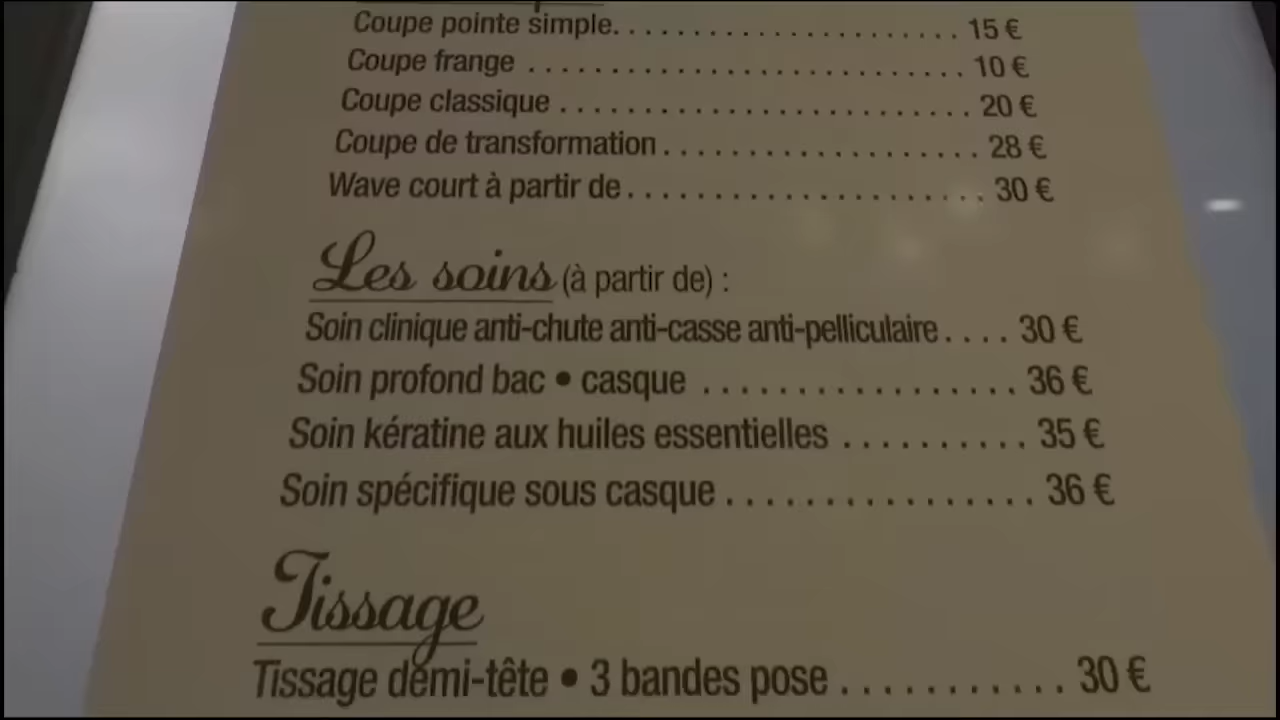 Coupe pointe simple. . . . . . . . . . . . . . . . . . . . . . . 15 €
Coupe frange . . . . . . . . . . . . . . . . . . . . . . . . . . . 10 €
Coupe classique . . . . . . . . . . . . . . . . . . . . . . . . . 20 €
Coupe de transformation . . . . . . . . . . . . . . . . . . . 28 €
Wave court à partir de . . . . . . . . . . . . . . . . . . . . . 30 €
Les soins (à partir de) :
Soin clinique anti-chute anti-casse anti-pelliculaire . . . . 30 €
Soin profond bac • casque . . . . . . . . . . . . . . . . 36 €
Soin kératine aux huiles essentielles . . . . . . . . . . 35 €
Soin spécifique sous casque . . . . . . . . . . . . . . . 36 €
Tissage
Tissage demi-tête • 3 bandes pose . . . . . . . . . . . 30 €